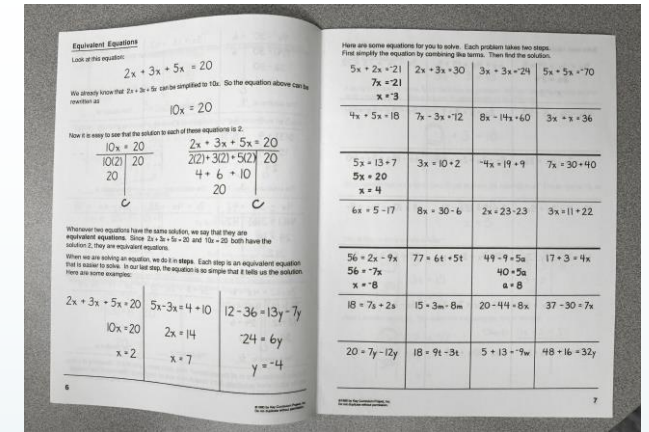 Equivalent Equations
Look at this equation:
2x + 3x + 5x = 20
We already know that 2x + 3x + 5x can be simplified to 10x. So the equation above can be
rewritten as
10x = 20
Now it is easy to see that the solution to each of these equations is 2.
10x = 20
10(2) 20
20
2x + 3x + 5x = 20
2(2) + 3(2) + 5(2) 20
4 + 6 + 10
20
Whenever two equations have the same solution, we say that they are
equivalent equations. Since 2x + 3x + 5x = 20 and 10x = 20 both have the
solution 2, they are equivalent equations.
When we are solving an equation, we do it in steps. Each step is an equivalent equation
that is easier to solve. In our last step, the equation is so simple that it tells us the solution.
Here are some examples:
2x + 3x + 5x = 20
10x = 20
x = 2
5x - 3x = 4 + 10
2x = 14
x = 7
12 - 36 = 13y - 7y
-24 = 6y
y = -4
6
Here are some equations for you to solve. Each problem takes two steps.
First simplify the equation by combining like terms. Then find the solution.
5x + 2x = -21
7x = -21
x = -3
2x + 3x = 30
3x + 3x = -24
5x + 5x = -70
4x + 5x = 18
7x - 3x = -12
8x - 14x = 60
3x + x = 36
5x = 13 + 7
5x = 20
x = 4
3x = 10 + 2
-4x = 19 + 9
7x = 30 + 40
6x = 5 - 17
8x = 30 - 6
2x = 23 - 23
3x = 11 + 22
56 = 2x - 9x
56 = -7x
x = -8
77 = 6t + 5t
49 - 9 = 5a
40 = 5a
a = 8
17 + 3 = 4x
18 = 7s + 2s
15 = 3m - 8m
20 - 44 = 8x
37 - 30 = 7x
20 = 7y - 12y
18 = 9t - 3t
5 + 13 = -9w
48 + 16 = 32y
7